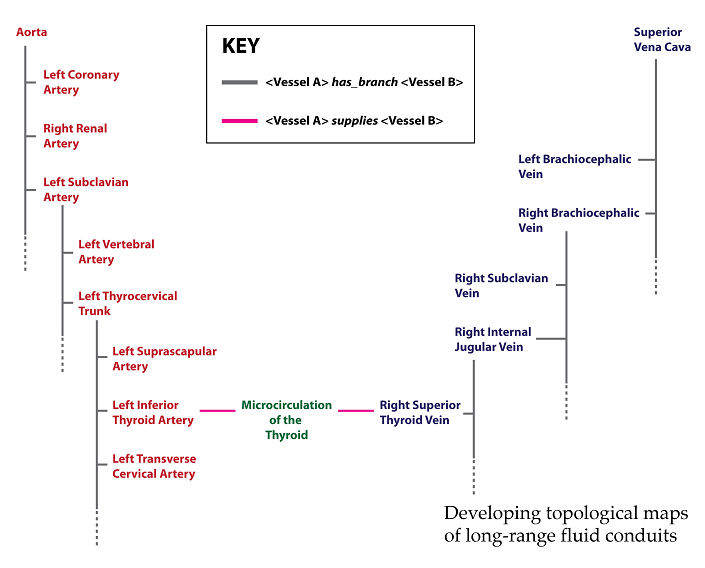 Aorta
Left Coronary
Artery
Right Renal
Artery
Left Subclavian
Artery
Left Vertebral
Artery
Left Thyrocervical
Trunk
Left Suprascapular
Artery
Left Inferior
Thyroid Artery
Left Transverse
Cervical Artery
KEY
<Vessel A> has_branch <Vessel B>
<Vessel A> supplies <Vessel B>
Microcirculation
of the
Thyroid
Superior
Vena Cava
Left Brachiocephalic
Vein
Right Brachiocephalic
Vein
Right Subclavian
Vein
Right Internal
Jugular Vein
Right Superior
Thyroid Vein
Developing topological maps
of long-range fluid conduits